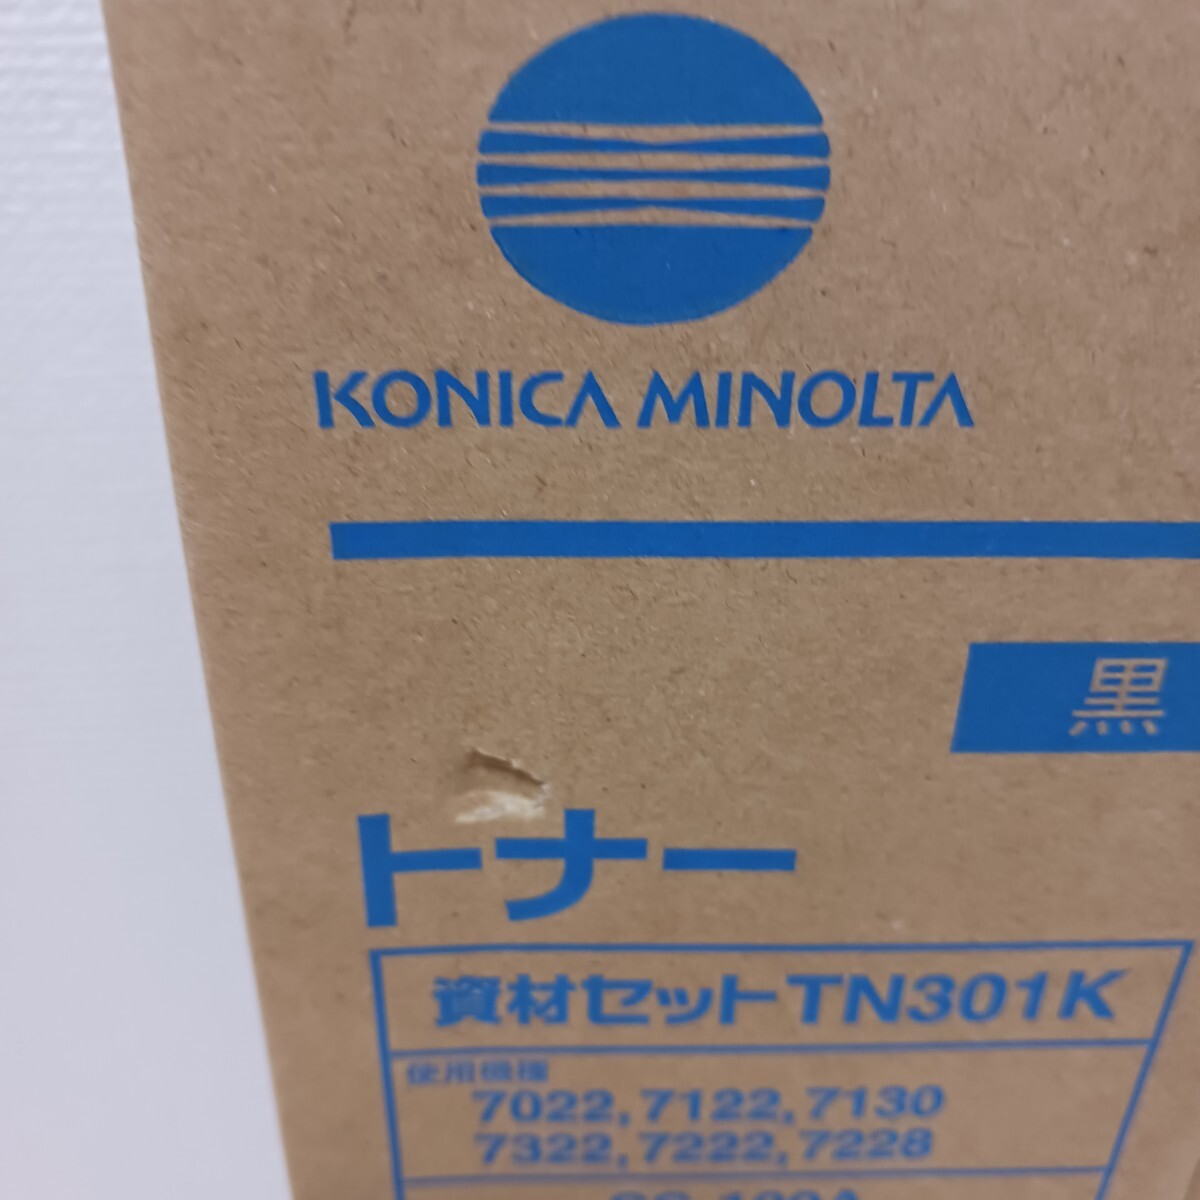 KONICA MINOLTA
黒
トナー
資材セットTN301K
使用機種
7022, 7122, 7130
7322, 7222, 7228